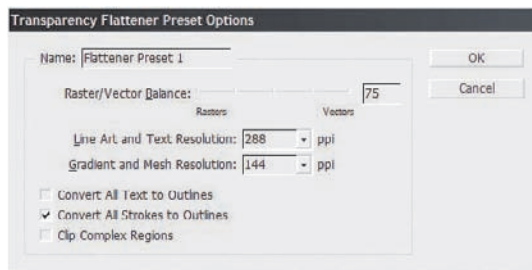 Transparency Flattener Preset Options
Name: Flattener Preset 1
OK
Raster/Vector Balance: 75
Cancel
Rasters Vectors
Line Art and Text Resolution: 288 ppi
Gradient and Mesh Resolution: 144 ppi
Convert All Text to Outlines
Convert All Strokes to Outlines
Clip Complex Regions